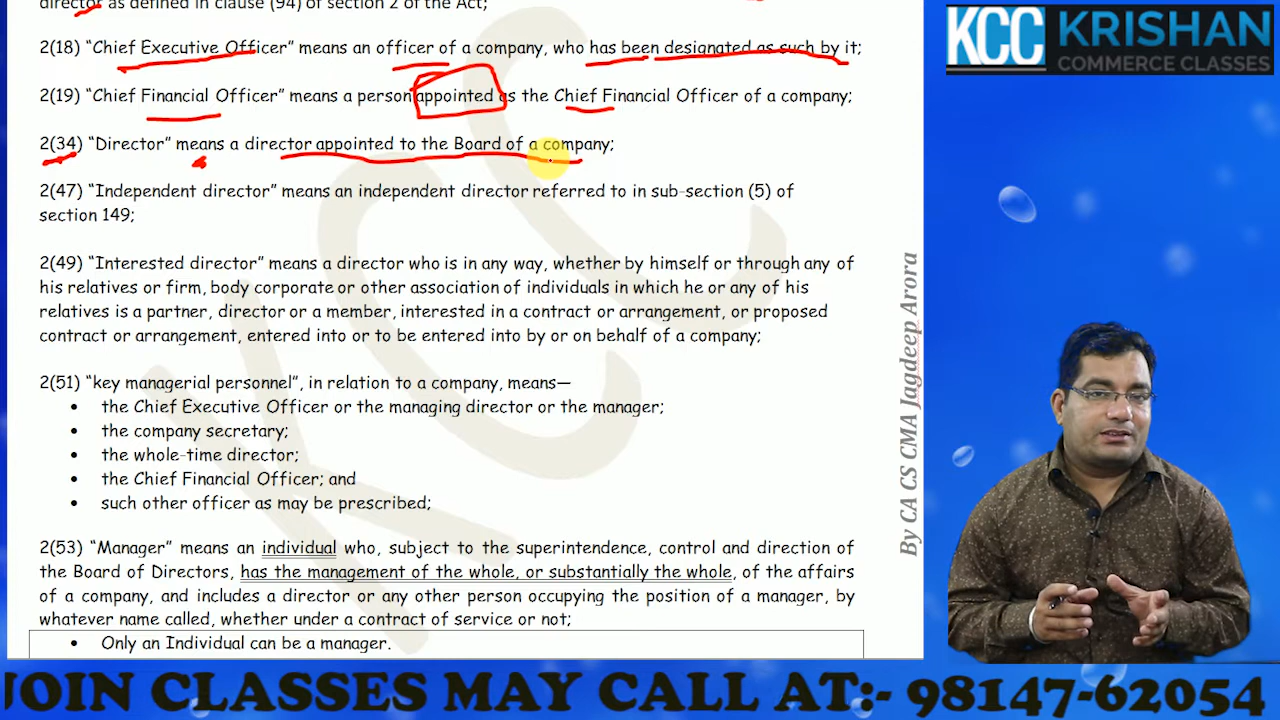 director as defined in clause (94) of section 2 of the Act;
2(18) “Chief Executive Officer” means an officer of a company, who has been designated as such by it;
2(19) “Chief Financial Officer” means a person appointed as the Chief Financial Officer of a company;
2(34) “Director” means a director appointed to the Board of a company;
2(47) “Independent director” means an independent director referred to in sub-section (5) of
section 149;
2(49) “Interested director” means a director who is in any way, whether by himself or through any of
his relatives or firm, body corporate or other association of individuals in which he or any of his
relatives is a partner, director or a member, interested in a contract or arrangement, or proposed
contract or arrangement, entered into or to be entered into by or on behalf of a company;
2(51) “key managerial personnel”, in relation to a company, means—
• the Chief Executive Officer or the managing director or the manager;
• the company secretary;
• the whole-time director;
• the Chief Financial Officer; and
• such other officer as may be prescribed;
2(53) “Manager” means an individual who, subject to the superintendence, control and direction of
the Board of Directors, has the management of the whole, or substantially the whole, of the affairs
of a company, and includes a director or any other person occupying the position of a manager, by
whatever name called, whether under a contract of service or not;
• Only an Individual can be a manager.
By CA CS CMA Jagdeep Arora
KCC KRISHAN
COMMERCE CLASSES
KCC
JOIN CLASSES MAY CALL AT:- 98147-62054